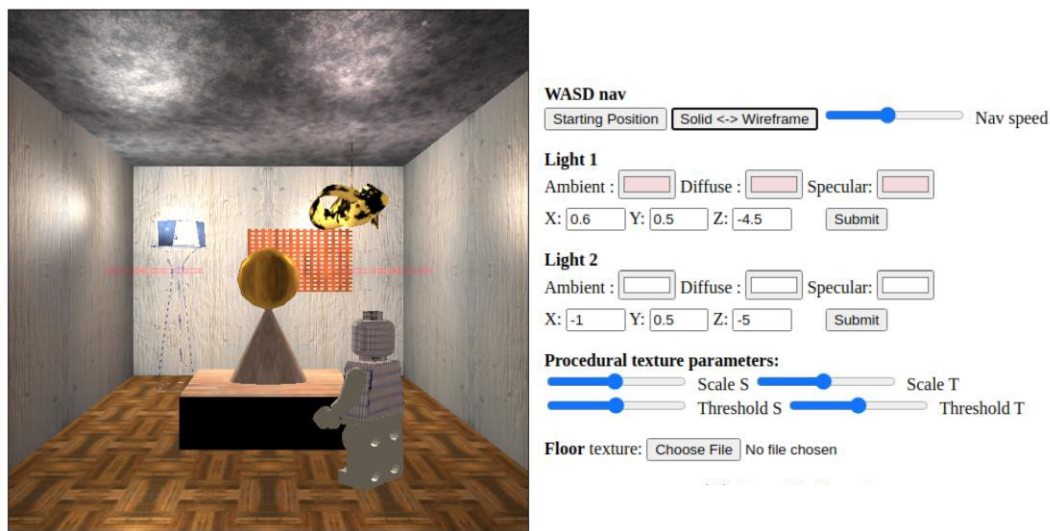 WASD nav
Starting Position Solid <-> Wireframe Nav speed
Light 1
Ambient : Diffuse : Specular:
X: 0.6 Y: 0.5 Z: -4.5 Submit
Light 2
Ambient : Diffuse : Specular:
X: -1 Y: 0.5 Z: -5 Submit
Procedural texture parameters:
Scale S Scale T
Threshold S Threshold T
Floor texture: Choose File No file chosen